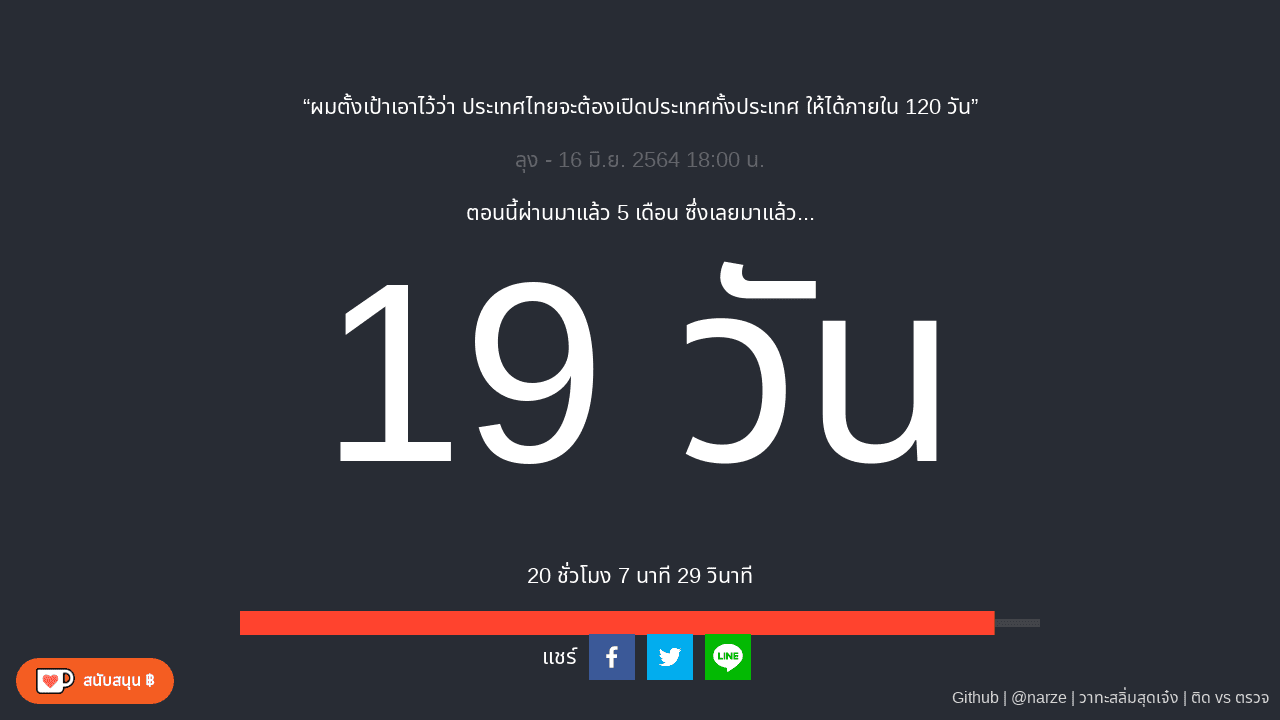 “ผมตั้งเป้าเอาไว้ว่า ประเทศไทยจะต้องเปิดประเทศทั้งประเทศ ให้ได้ภายใน 120 วัน”
ลุง - 16 มิ.ย. 2564 18:00 น.
ตอนนี้ผ่านมาแล้ว 5 เดือน ซึ่งเลยมาแล้ว...
19 วัน
20 ชั่วโมง 7 นาที 29 วินาที
แชร์
LINE
สนับสนุน ฿
Github | @narze | วาทะสลิ่มสุดเจ๋ง | ติด vs ตรวจ